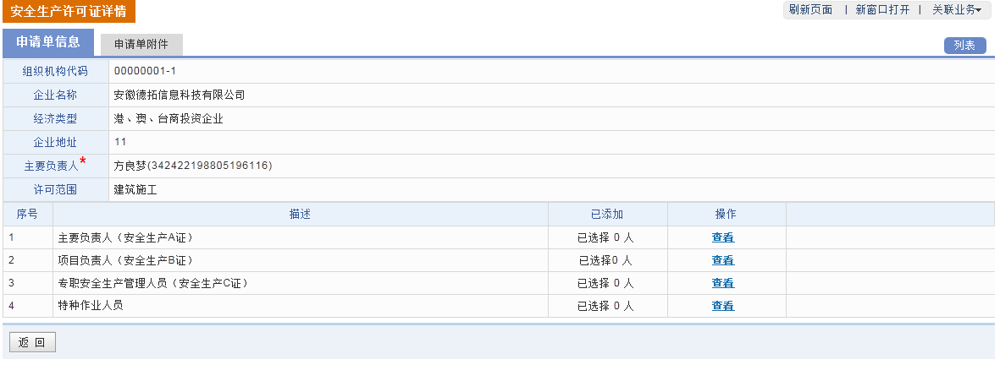 安全生产许可证详情
刷新页面 | 新窗口打开 | 关联业务
申请单信息 申请单附件 列表
组织机构代码 00000001-1
企业名称 安徽德拓信息科技有限公司
经济类型 港、澳、台商投资企业
企业地址 11
主要负责人* 方良梦(342422198805196116)
许可范围 建筑施工
序号 描述 已添加 操作
1 主要负责人（安全生产A证） 已选择 0 人 查看
2 项目负责人（安全生产B证） 已选择0 人 查看
3 专职安全生产管理人员（安全生产C证） 已选择 0 人 查看
4 特种作业人员 已选择 0 人 查看
返 回